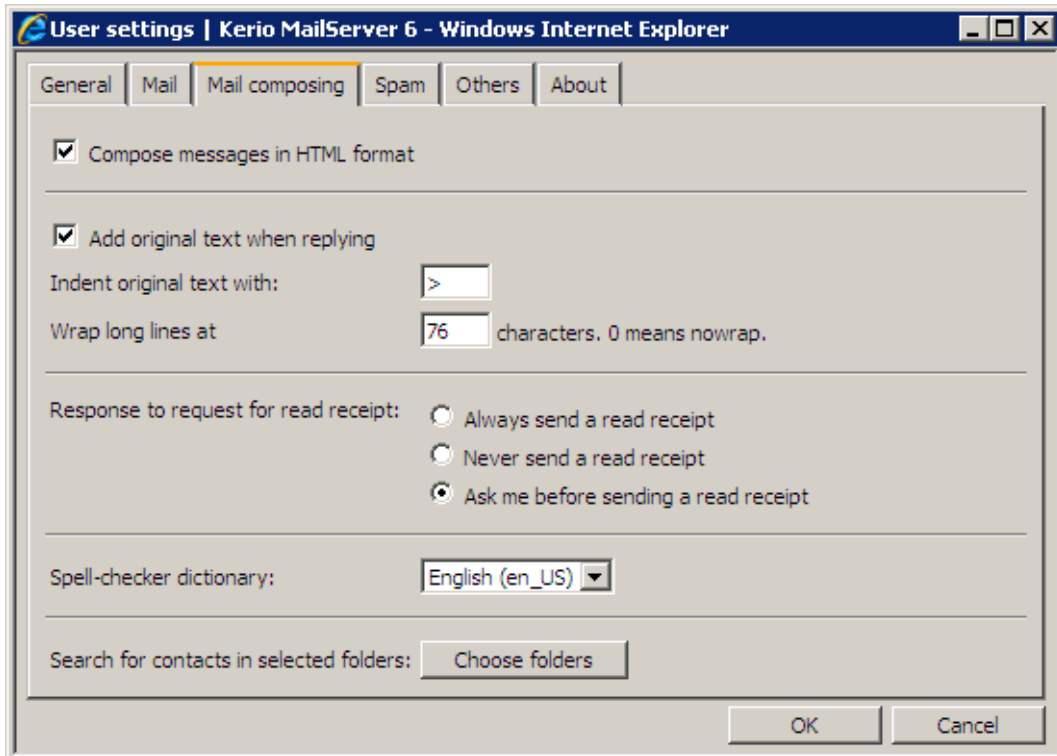 User settings | Kerio MailServer 6 - Windows Internet Explorer
General Mail Mail composing Spam Others About
Compose messages in HTML format
Add original text when replying
Indent original text with: >
Wrap long lines at 76 characters. 0 means nowrap.
Response to request for read receipt: Always send a read receipt
Never send a read receipt
Ask me before sending a read receipt
Spell-checker dictionary: English (en_US)
Search for contacts in selected folders: Choose folders
OK Cancel